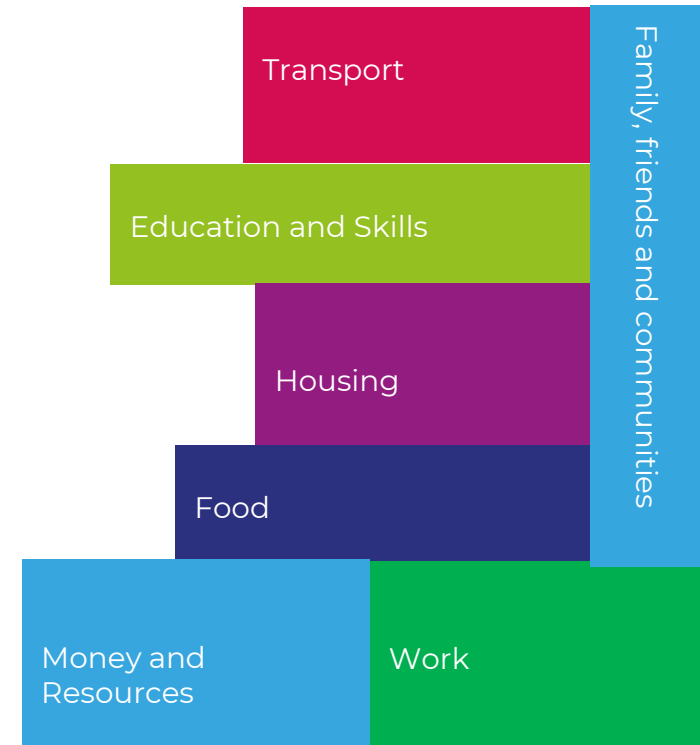 Transport
Family, friends and communities
Education and Skills
Housing
Food
Money and
Resources
Work